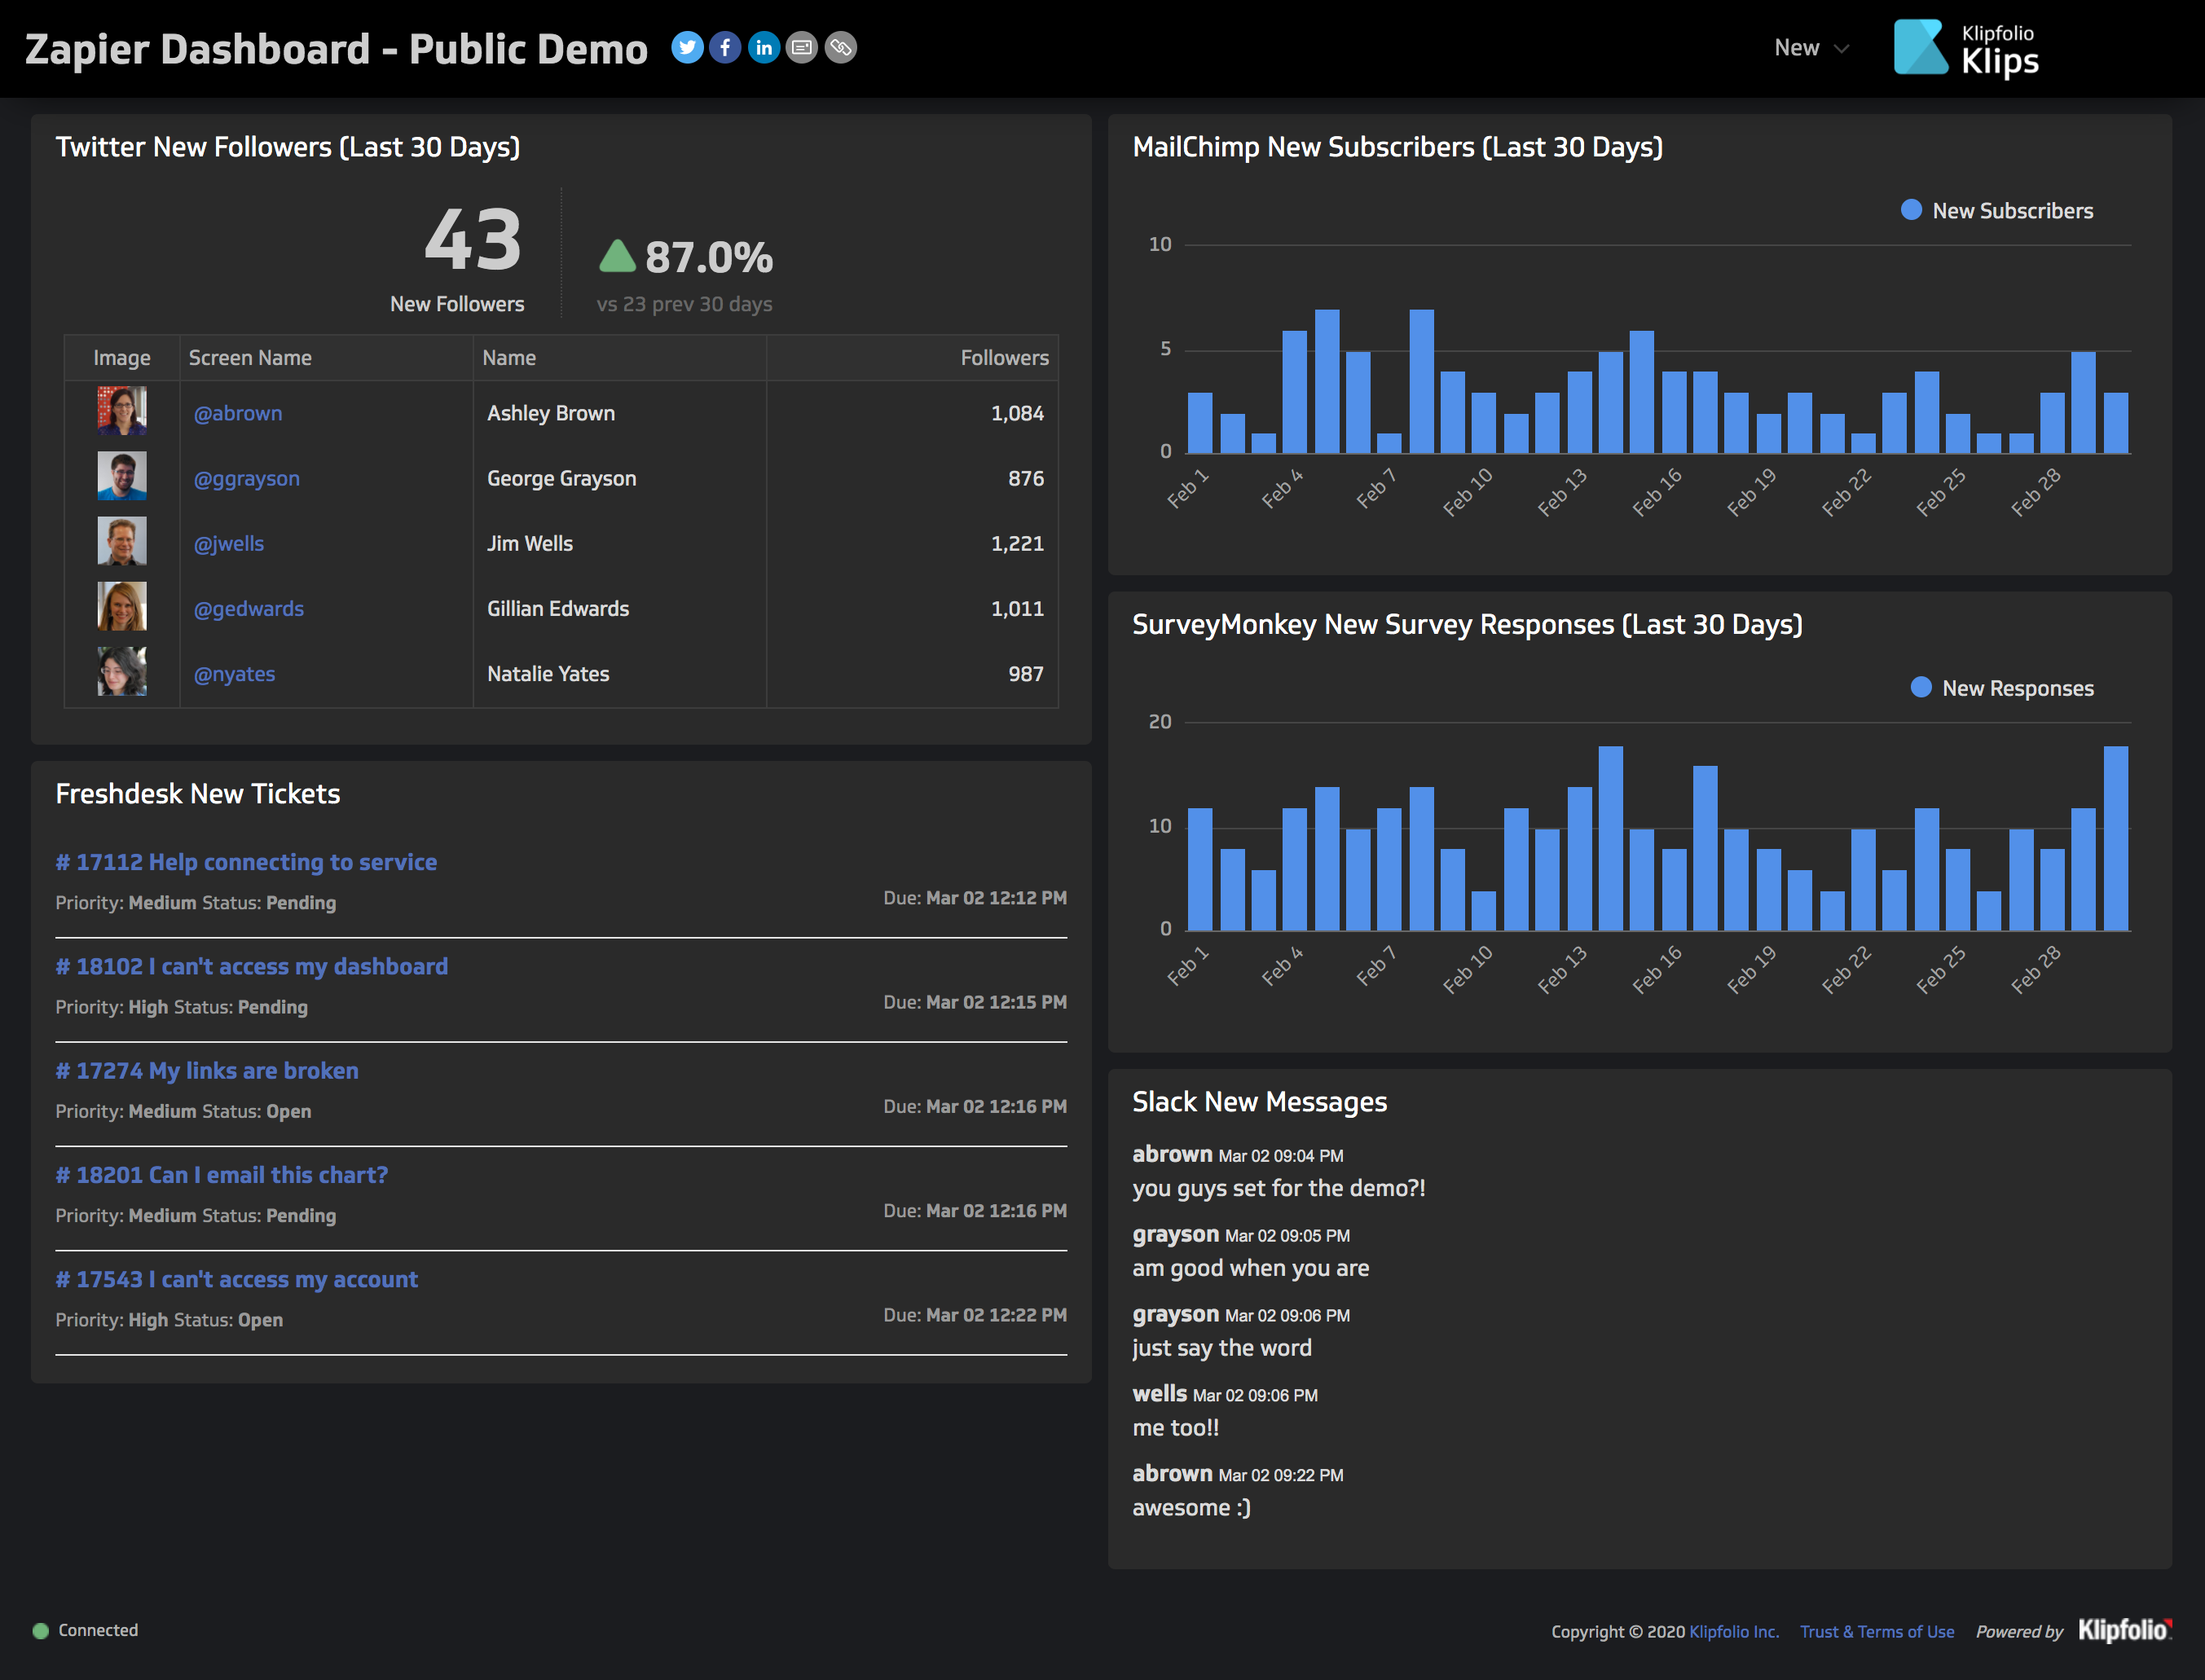 Zapier Dashboard - Public Demo
New
Klipfolio
Klips
Twitter New Followers (Last 30 Days)
43
New Followers
87.0%
vs 23 prev 30 days
Image Screen Name Name Followers
@abrown Ashley Brown 1,084
@ggrayson George Grayson 876
@jwells Jim Wells 1,221
@gedwards Gillian Edwards 1,011
@nyates Natalie Yates 987
Freshdesk New Tickets
# 17112 Help connecting to service
Priority: Medium Status: Pending Due: Mar 02 12:12 PM
# 18102 I can't access my dashboard
Priority: High Status: Pending Due: Mar 02 12:15 PM
# 17274 My links are broken
Priority: Medium Status: Open Due: Mar 02 12:16 PM
# 18201 Can I email this chart?
Priority: Medium Status: Pending Due: Mar 02 12:16 PM
# 17543 I can't access my account
Priority: High Status: Open Due: Mar 02 12:22 PM
MailChimp New Subscribers (Last 30 Days)
New Subscribers
10
5
0
Feb 1 Feb 4 Feb 7 Feb 10 Feb 13 Feb 16 Feb 19 Feb 22 Feb 25 Feb 28
SurveyMonkey New Survey Responses (Last 30 Days)
New Responses
20
10
0
Feb 1 Feb 4 Feb 7 Feb 10 Feb 13 Feb 16 Feb 19 Feb 22 Feb 25 Feb 28
Slack New Messages
abrown Mar 02 09:04 PM
you guys set for the demo?!
grayson Mar 02 09:05 PM
am good when you are
grayson Mar 02 09:06 PM
just say the word
wells Mar 02 09:06 PM
me too!!
abrown Mar 02 09:22 PM
awesome :)
Connected
Copyright © 2020 Klipfolio Inc. Trust & Terms of Use Powered by Klipfolio